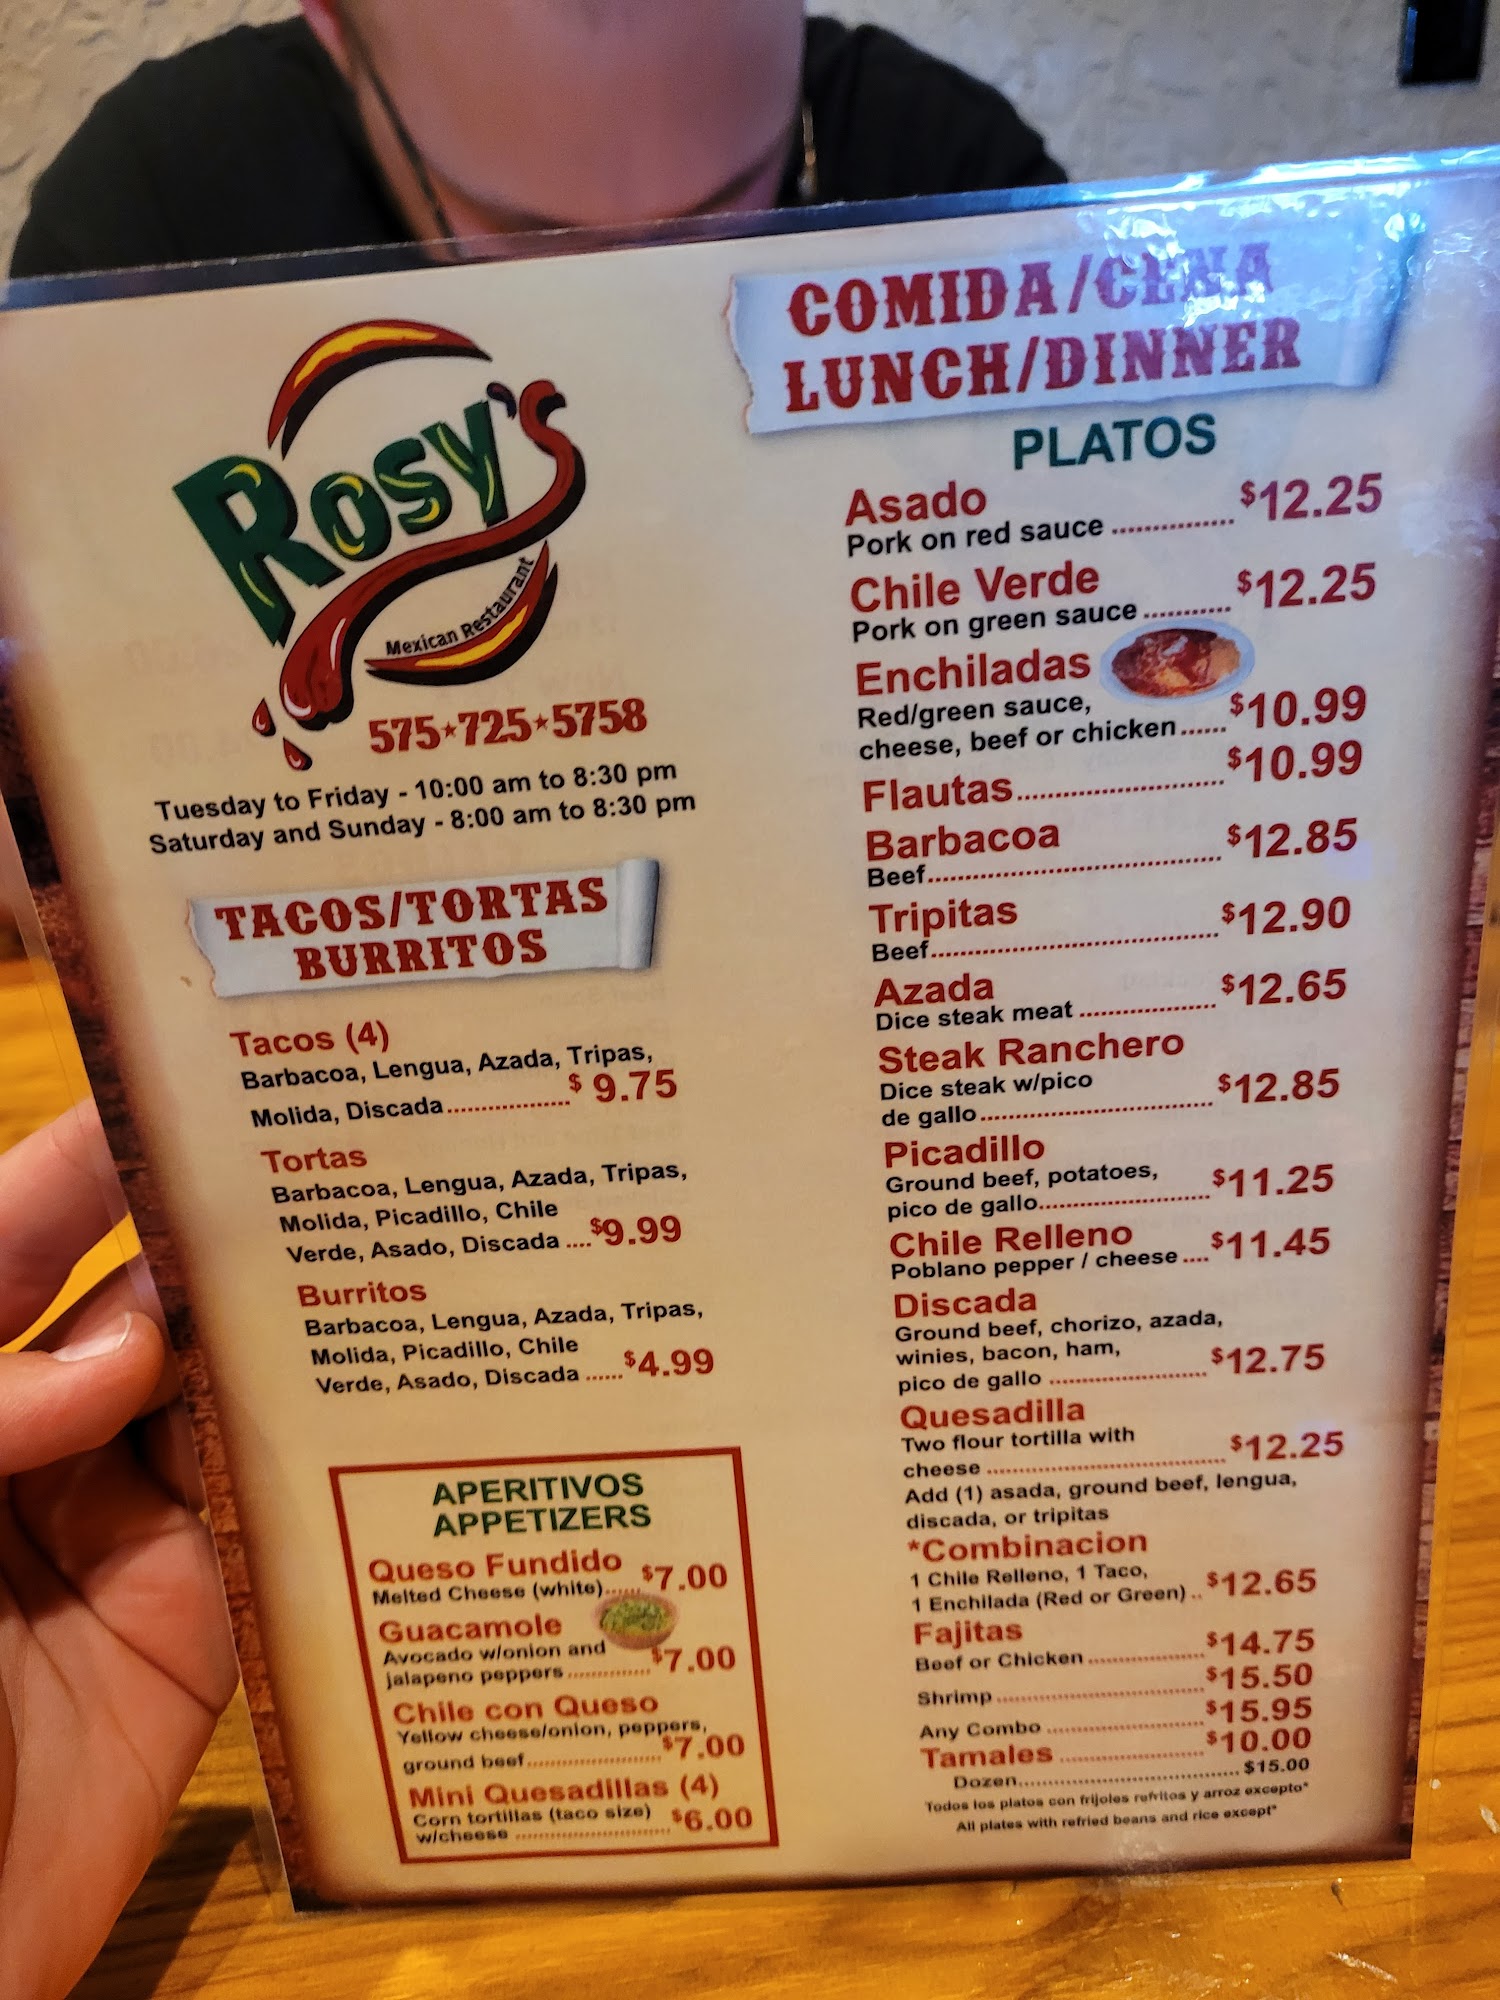 Rosy's
Mexican Restaurant
575★725★5758
Tuesday to Friday - 10:00 am to 8:30 pm
Saturday and Sunday - 8:00 am to 8:30 pm
TACOS/TORTAS
BURRITOS
Tacos (4)
Barbacoa, Lengua, Azada, Tripas,
Molida, Discada.................$ 9.75
Tortas
Barbacoa, Lengua, Azada, Tripas,
Molida, Picadillo, Chile
Verde, Asado, Discada ....$9.99
Burritos
Barbacoa, Lengua, Azada, Tripas,
Molida, Picadillo, Chile
Verde, Asado, Discada ......$4.99
APERITIVOS
APPETIZERS
Queso Fundido
Melted Cheese (white)......$7.00
Guacamole
Avocado w/onion and
jalapeno peppers..............$7.00
Chile con Queso
Yellow cheese/onion, peppers,
ground beef......................$7.00
Mini Quesadillas (4)
Corn tortillas (taco size)
w/cheese ..........................$6.00
COMIDA/CENA
LUNCH/DINNER
PLATOS
Asado
Pork on red sauce ...............$12.25
Chile Verde
Pork on green sauce...........$12.25
Enchiladas
Red/green sauce,
cheese, beef or chicken......$10.99
Flautas..........................$10.99
Barbacoa
Beef....................................$12.85
Tripitas
Beef....................................$12.90
Azada
Dice steak meat ..................$12.65
Steak Ranchero
Dice steak w/pico
de gallo.............................$12.85
Picadillo
Ground beef, potatoes,
pico de gallo......................$11.25
Chile Relleno
Poblano pepper / cheese ....$11.45
Discada
Ground beef, chorizo, azada,
winies, bacon, ham,
pico de gallo ......................$12.75
Quesadilla
Two flour tortilla with
cheese ...............................$12.25
Add (1) asada, ground beef, lengua,
discada, or tripitas
*Combinacion
1 Chile Relleno, 1 Taco,
1 Enchilada (Red or Green)..$12.65
Fajitas
Beef or Chicken..................$14.75
Shrimp................................$15.50
Any Combo ........................$15.95
Tamales ......................$10.00
Dozen......................................$15.00
Todos los platos con frijoles refritos y arroz excepto*
All plates with refried beans and rice except*